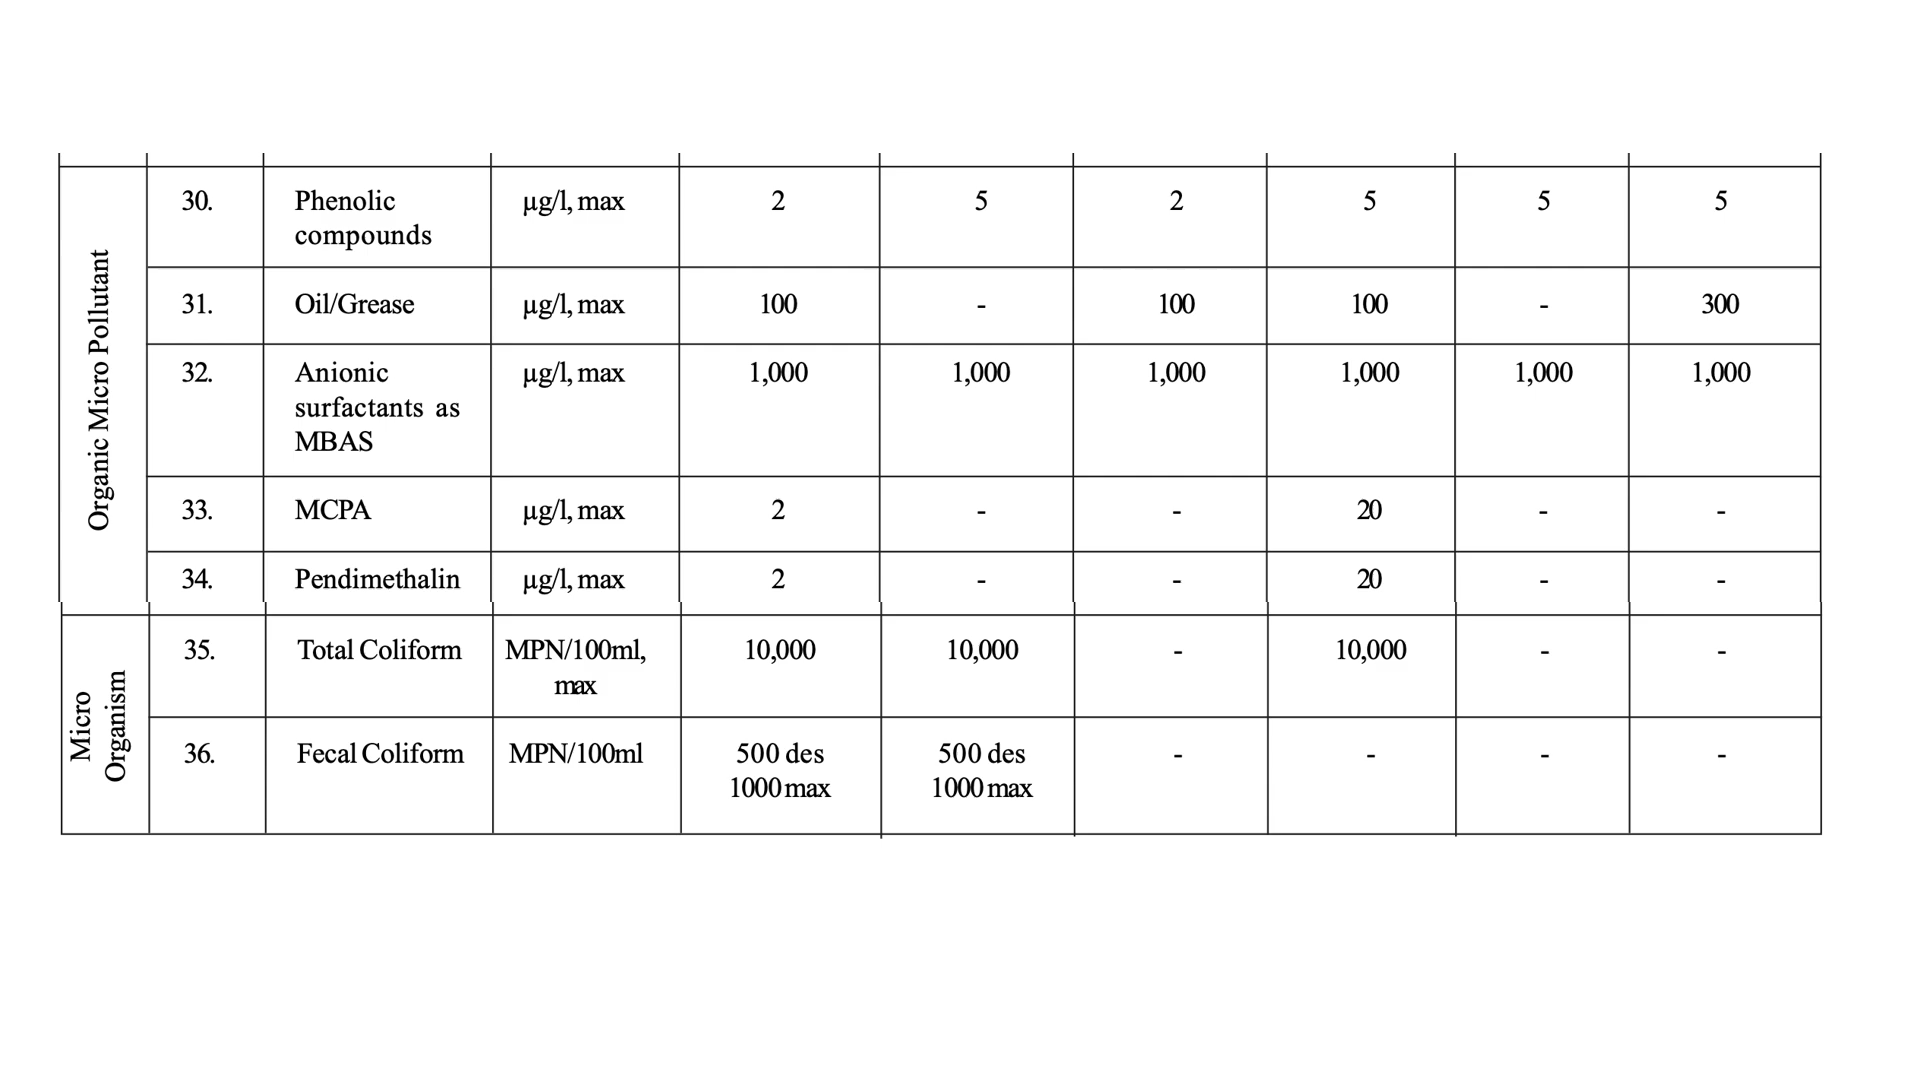 Organic Micro Pollutant
30. Phenolic compounds µg/l, max 2 5 2 5 5 5
31. Oil/Grease µg/l, max 100 - 100 100 - 300
32. Anionic surfactants as MBAS µg/l, max 1,000 1,000 1,000 1,000 1,000 1,000
33. MCPA µg/l, max 2 - - 20 - -
34. Pendimethalin µg/l, max 2 - - 20 - -
Micro Organism
35. Total Coliform MPN/100ml, max 10,000 10,000 - 10,000 - -
36. Fecal Coliform MPN/100ml 500 des 1000 max 500 des 1000 max - - - -